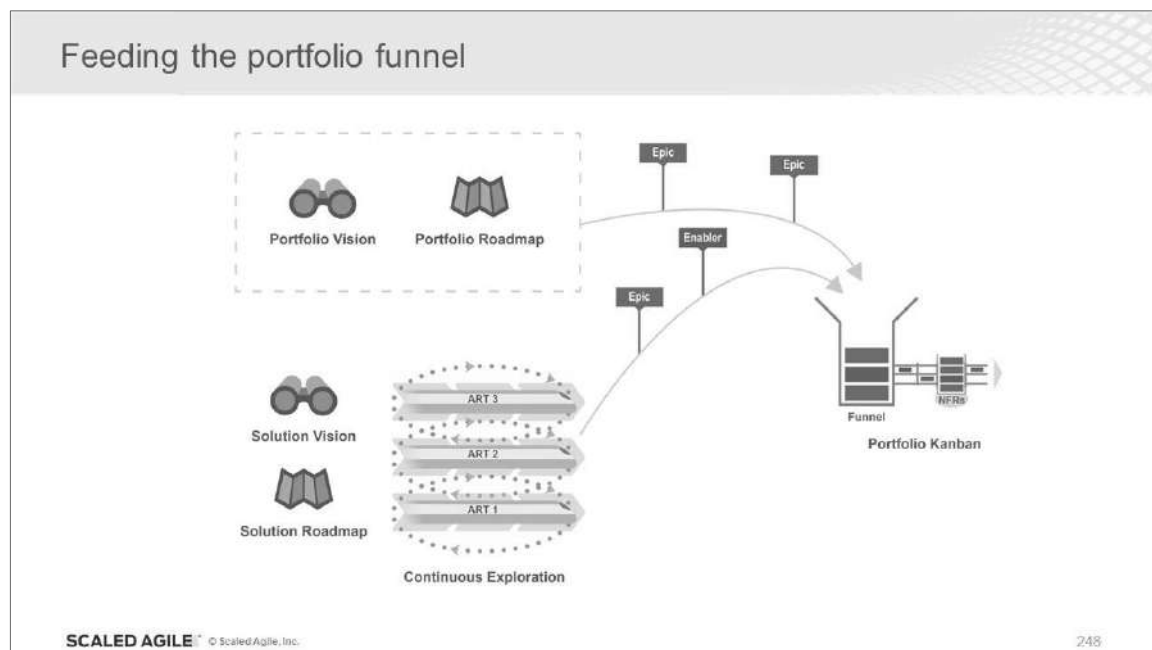 Feeding the portfolio funnel
Epic
Epic
Portfolio Vision
Portfolio Roadmap
Enabler
Epic
ART 3
Solution Vision
ART 2
Funnel
NFRs
Portfolio Kanban
ART 1
Solution Roadmap
Continuous Exploration
SCALED AGILE © Scaled Agile, Inc.
248